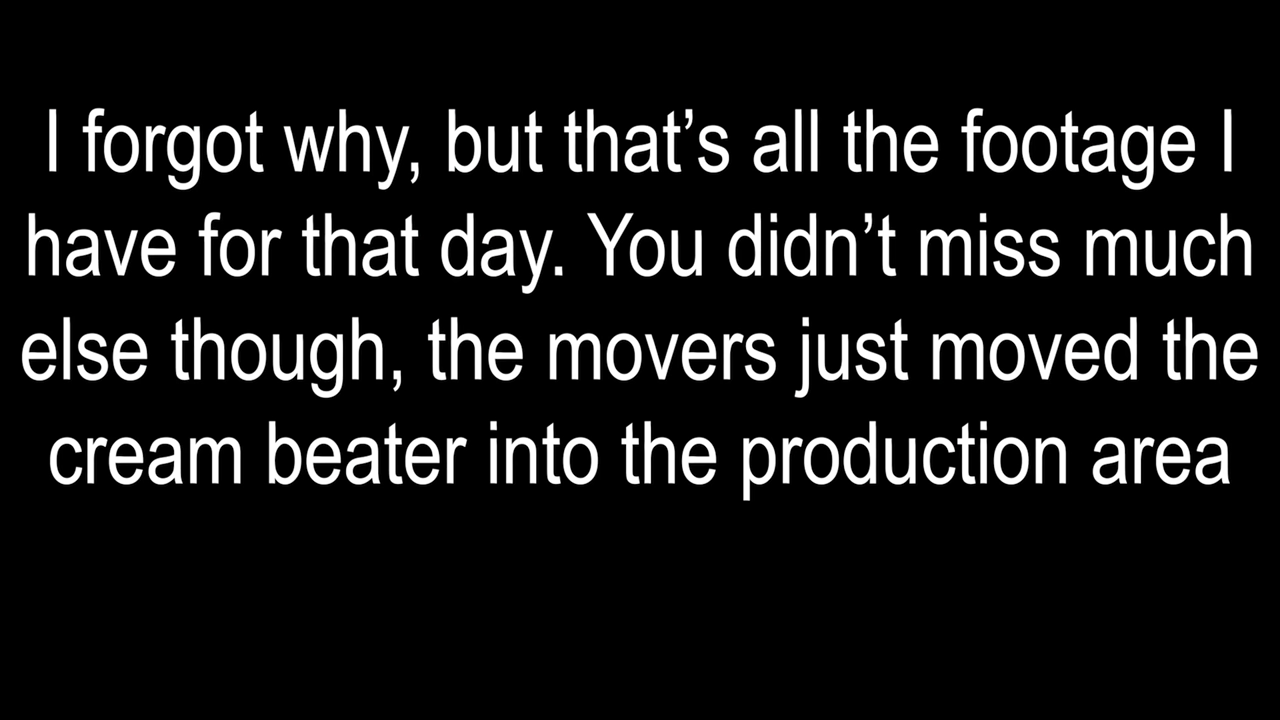 I forgot why, but that’s all the footage I
have for that day. You didn’t miss much
else though, the movers just moved the
cream beater into the production area